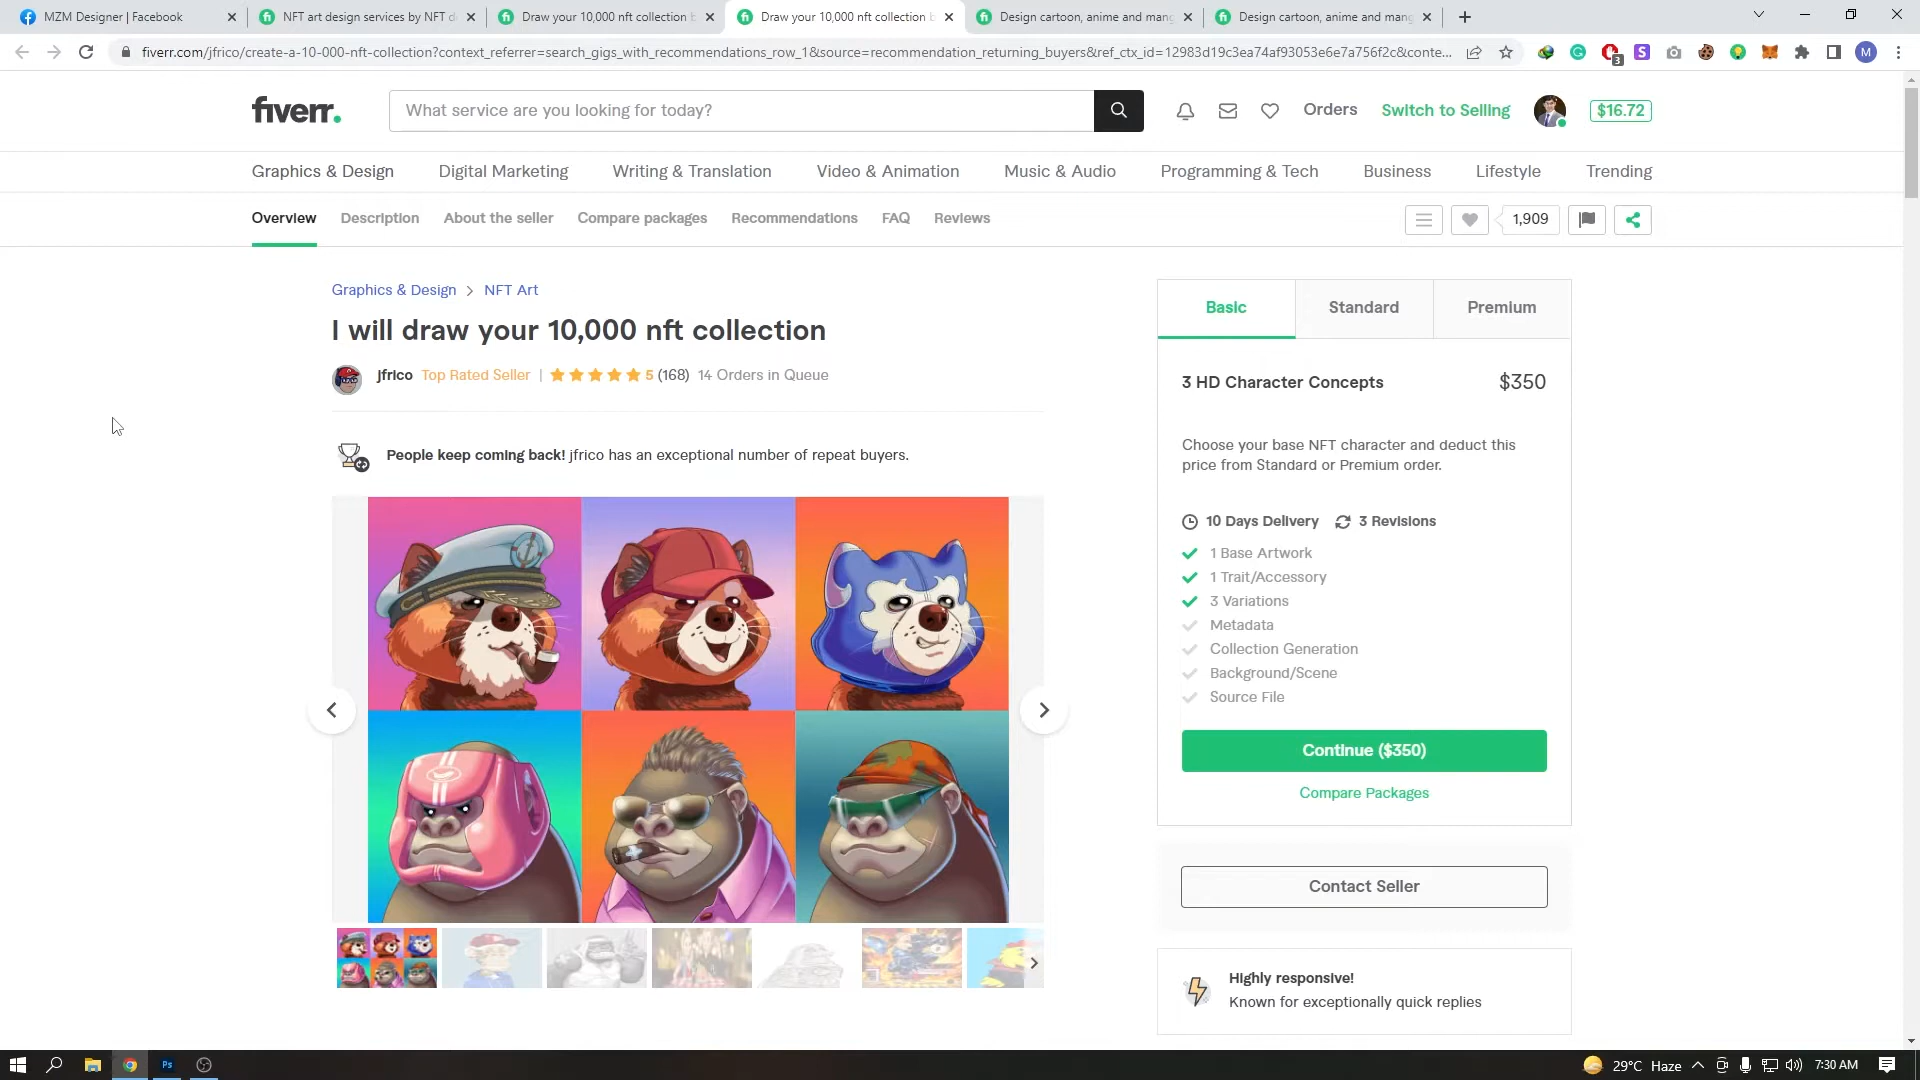 MZM Designer | Facebook
NFT art design services by NFT d
Draw your 10,000 nft collection b
Draw your 10,000 nft collection b
Design cartoon, anime and mang
Design cartoon, anime and mang
fiverr.com/jfrico/create-a-10-000-nft-collection?context_referrer=search_gigs_with_recommendations_row_1&source=recommendation_returning_buyers&ref_ctx_id=12983d19c3ea74af93053e6e7a756f2c&conte...
3
S
M
fiverr.
What service are you looking for today?
Orders
Switch to Selling
$16.72
Graphics & Design
Digital Marketing
Writing & Translation
Video & Animation
Music & Audio
Programming & Tech
Business
Lifestyle
Trending
Overview
Description
About the seller
Compare packages
Recommendations
FAQ
Reviews
1,909
Graphics & Design > NFT Art
I will draw your 10,000 nft collection
jfrico Top Rated Seller | 5 (168) 14 Orders in Queue
People keep coming back! jfrico has an exceptional number of repeat buyers.
Basic
Standard
Premium
3 HD Character Concepts
$350
Choose your base NFT character and deduct this
price from Standard or Premium order.
10 Days Delivery
3 Revisions
1 Base Artwork
1 Trait/Accessory
3 Variations
Metadata
Collection Generation
Background/Scene
Source File
Continue ($350)
Compare Packages
Contact Seller
Highly responsive!
Known for exceptionally quick replies
Ps
29°C Haze
7:30 AM